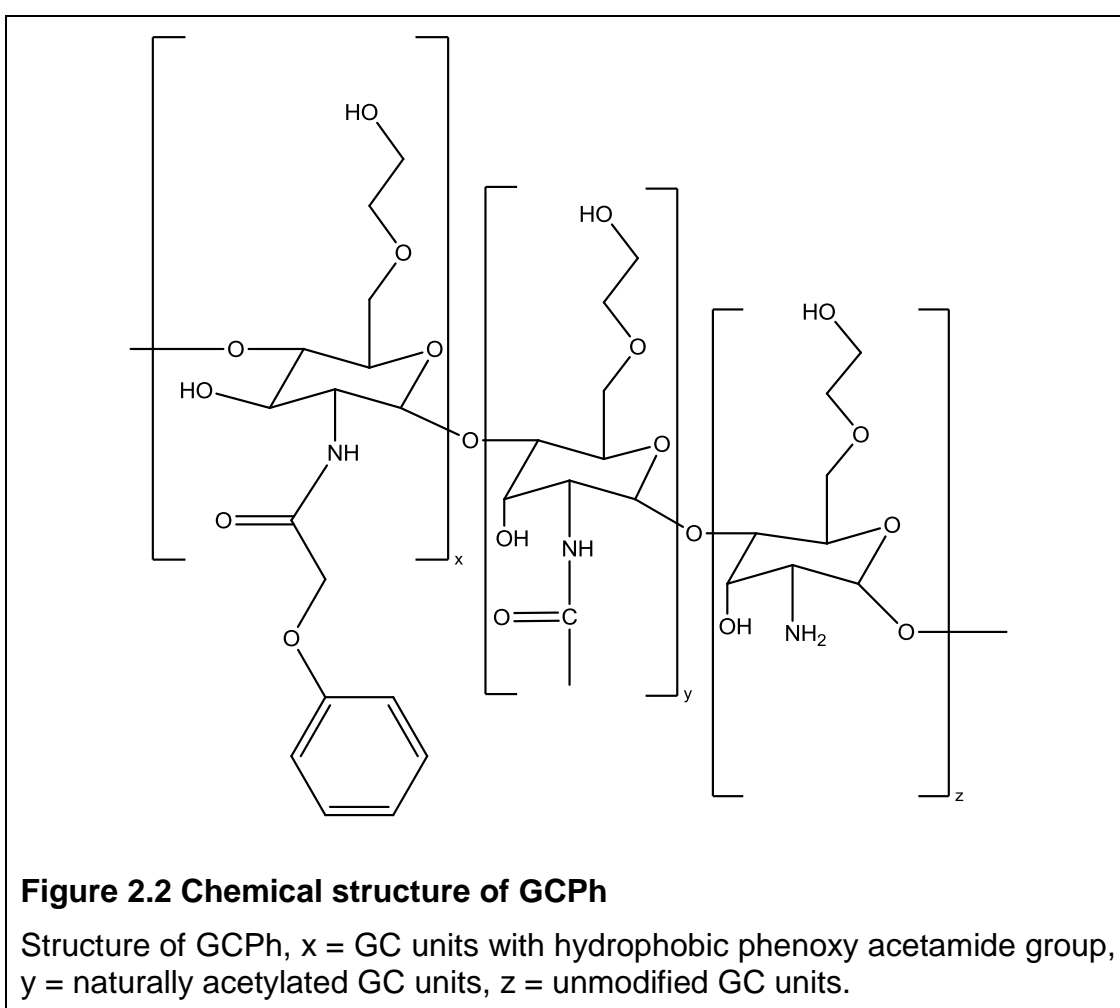 HO
O
O
O
HO
NH
O
O
x
O
HO
O
O
OH
NH
O
C
y
O
HO
O
O
OH
NH2
O
z
Figure 2.2 Chemical structure of GCPh
Structure of GCPh, x = GC units with hydrophobic phenoxy acetamide group,
y = naturally acetylated GC units, z = unmodified GC units.